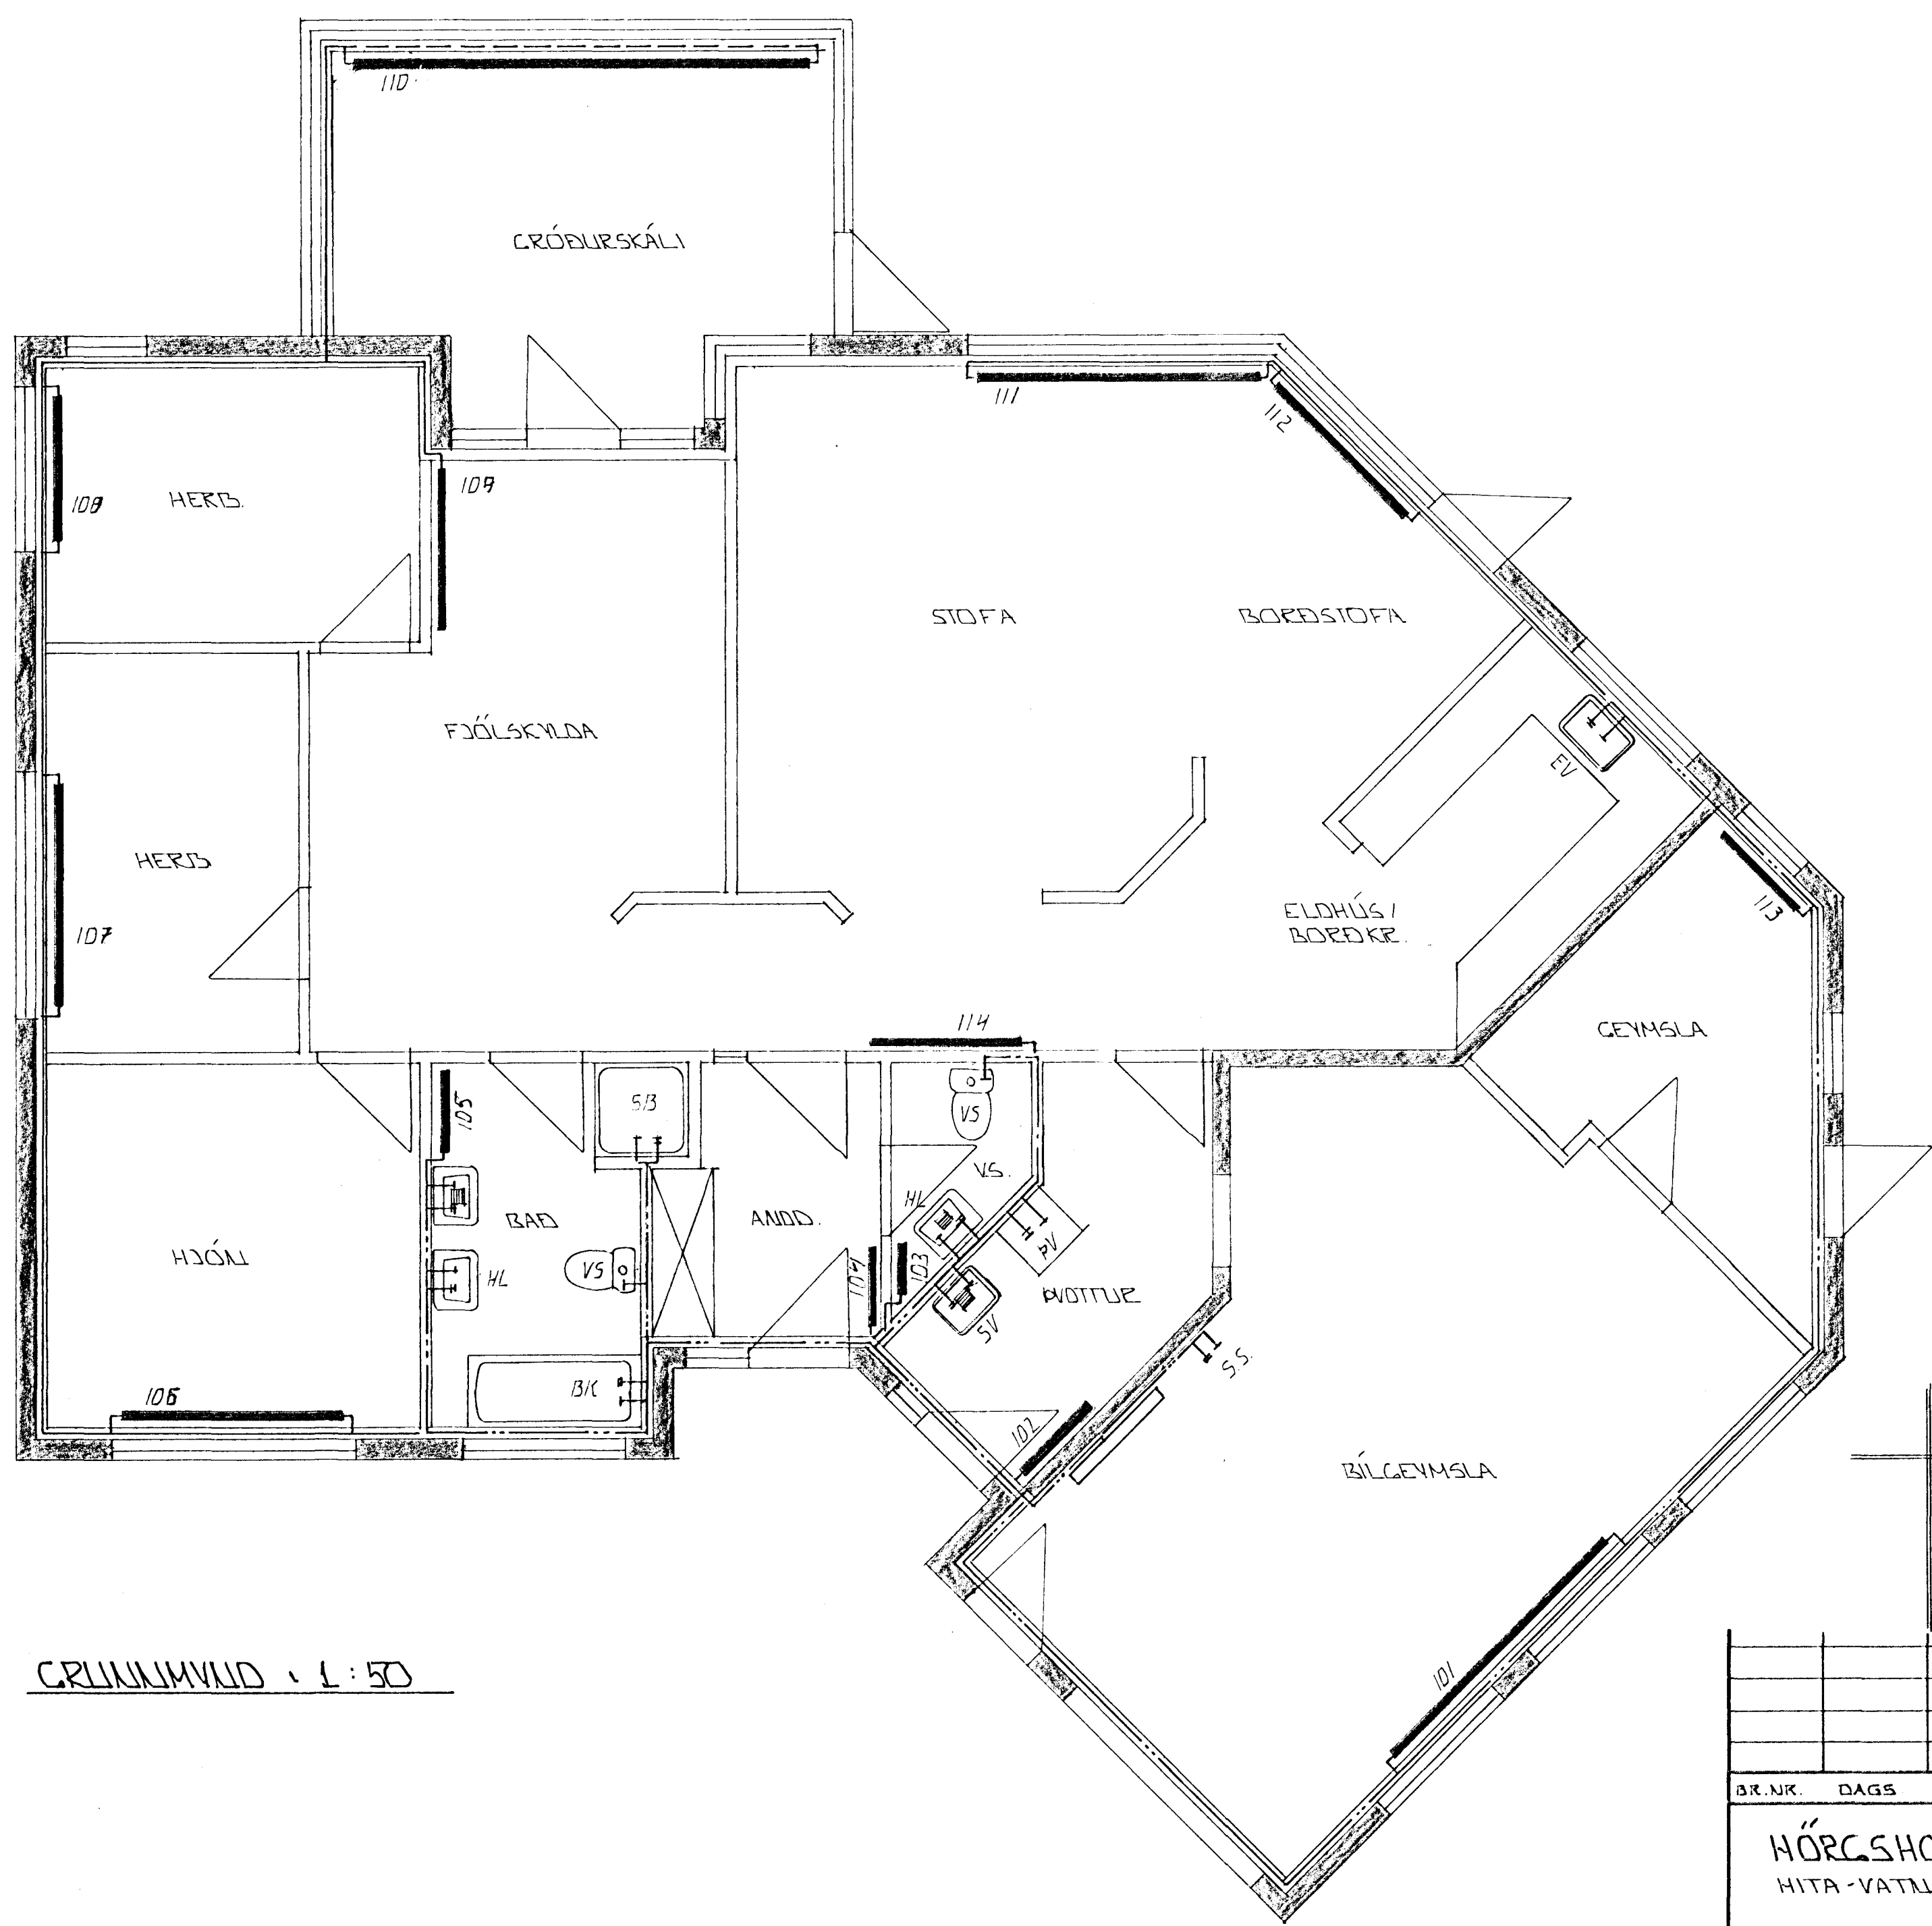 110
GRÓÐURSKÁLI
111
112
109
108
HERB.
STOFA
BORÐSTOFA
FJÖLSKYLDA
EV
HERB
107
ELDHÚS /
BORÐKR.
113
114
GEYMSLA
105
SB
VS
V.S.
HL
BAÐ
ANDD.
ÞV
HJÓN
HL
VS
104
103
SV
ÞVOTTUR
S.S.
106
BK
102
BÍLGEYMSLA
101
GRUNNMYND 1:50
BR.NR. DAGS
HÖRGSHO
HITA-VATN